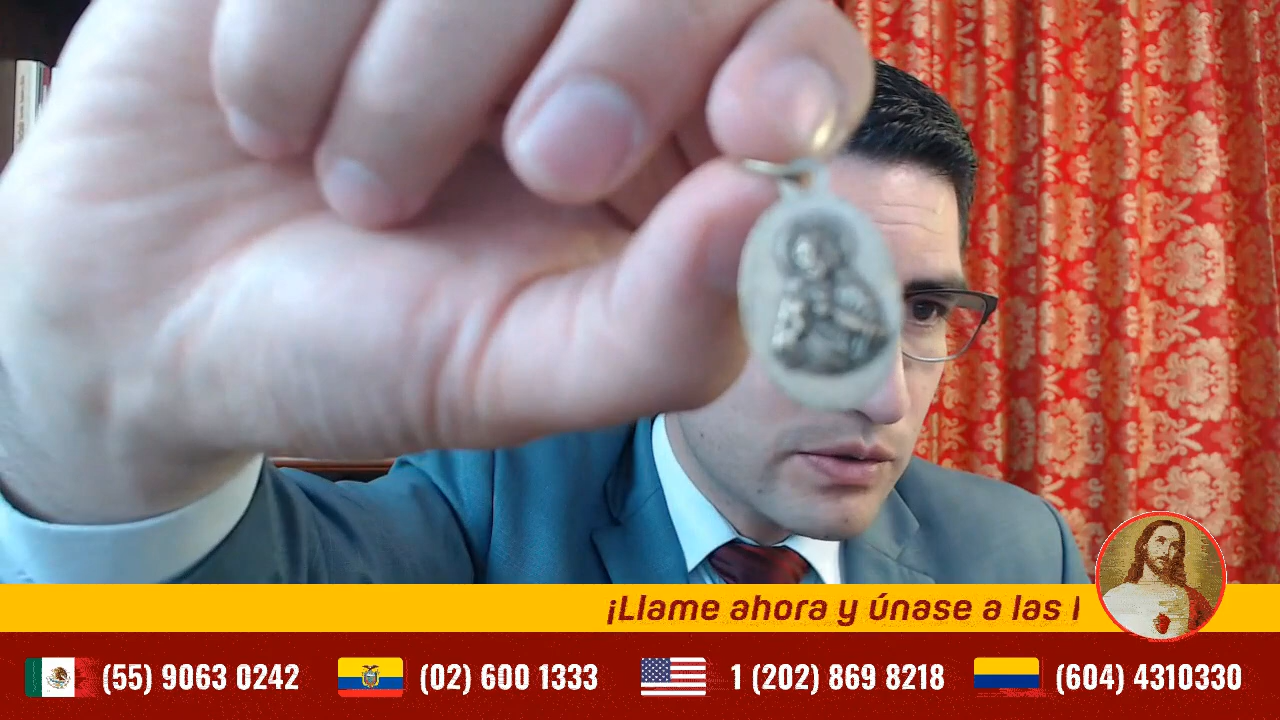 ¡Llame ahora y únase a las
(55) 9063 0242 (02) 600 1333 1 (202) 869 8218 (604) 4310330